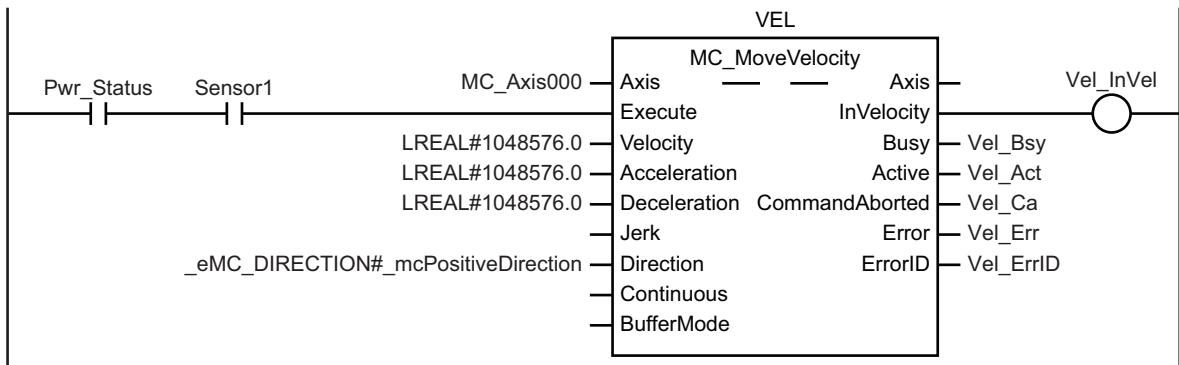 VEL
MC_MoveVelocity
Pwr_Status Sensor1 MC_Axis000 Axis Axis Vel_InVel
Execute InVelocity
LREAL#1048576.0 Velocity Busy Vel_Bsy
LREAL#1048576.0 Acceleration Active Vel_Act
LREAL#1048576.0 Deceleration CommandAborted Vel_Ca
Jerk Error Vel_Err
_eMC_DIRECTION#_mcPositiveDirection Direction ErrorID Vel_ErrID
Continuous
BufferMode